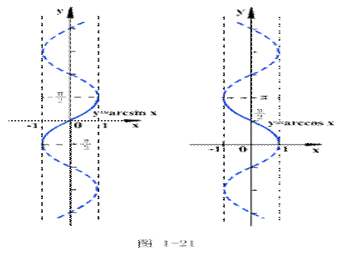 y
y
y=arcsin x
y=arccos x
-1 0 1 x
-1 0 1 x
图 1-21